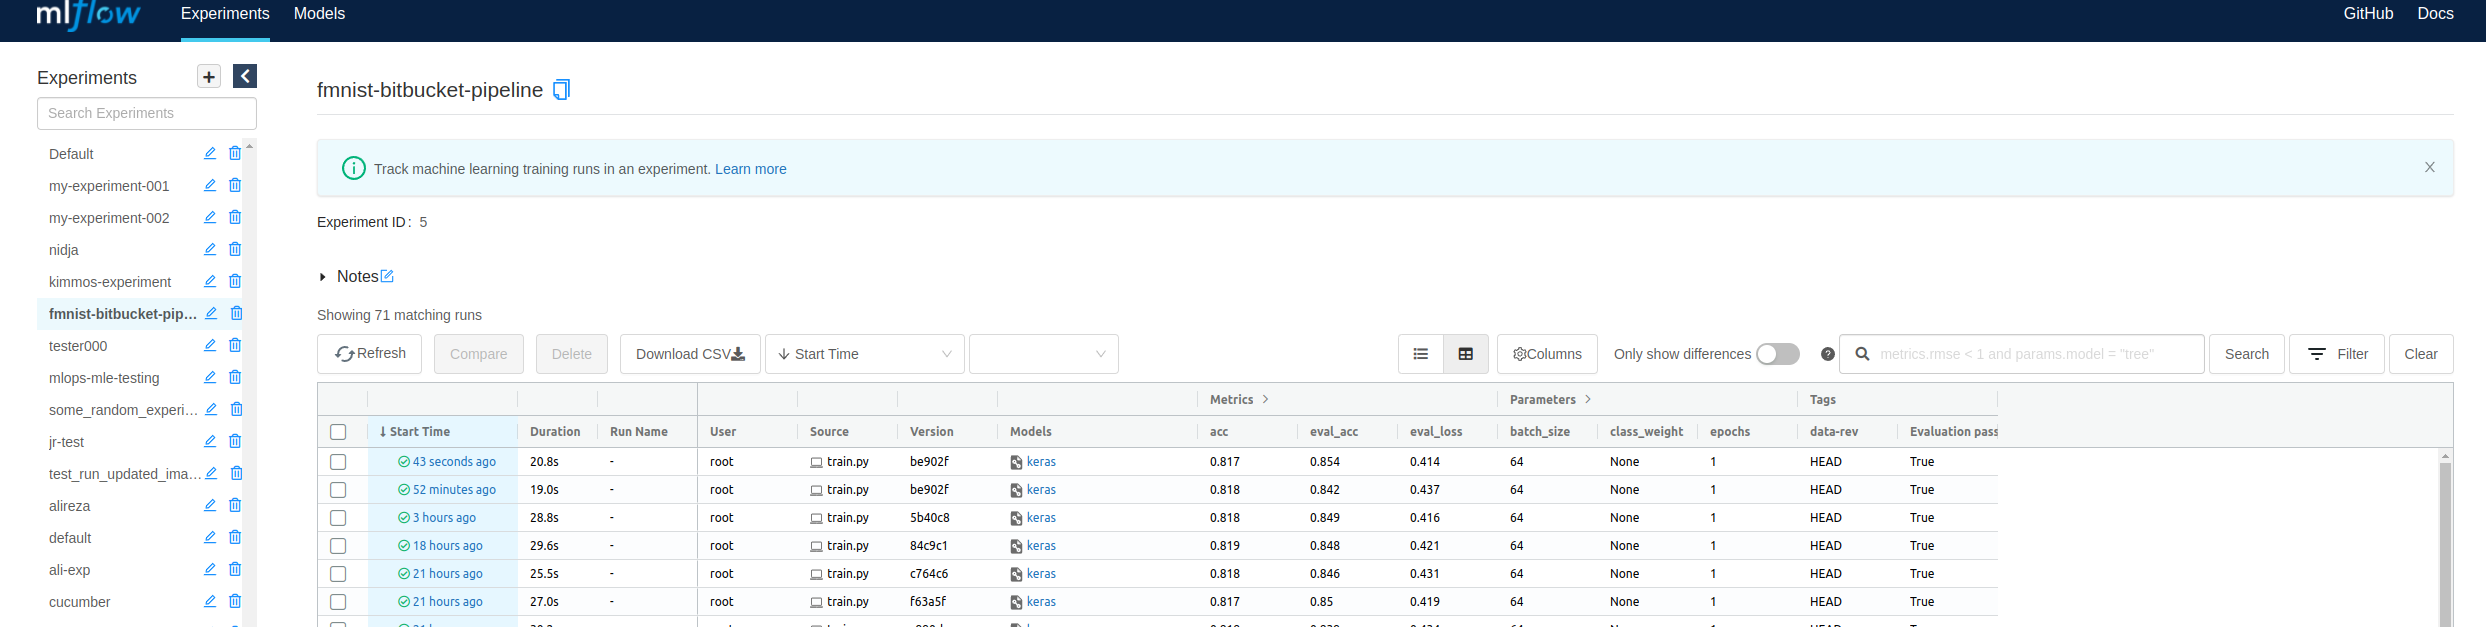 mlflow Experiments Models GitHub Docs
Experiments
Search Experiments
Default
my-experiment-001
my-experiment-002
nidja
kimmos-experiment
fmnist-bitbucket-pip...
tester000
mlops-mle-testing
some_random_experi...
jr-test
test_run_updated_ima...
alireza
default
ali-exp
cucumber
fmnist-bitbucket-pipeline
Track machine learning training runs in an experiment. Learn more
Experiment ID: 5
Notes
Showing 71 matching runs
Refresh Compare Delete Download CSV Start Time Columns Only show differences metrics.rmse < 1 and params.model = "tree" Search Filter Clear
Metrics Parameters Tags
Start Time Duration Run Name User Source Version Models acc eval_acc eval_loss batch_size class_weight epochs data-rev Evaluation pass
43 seconds ago 20.8s - root train.py be902f keras 0.817 0.854 0.414 64 None 1 HEAD True
52 minutes ago 19.0s - root train.py be902f keras 0.818 0.842 0.437 64 None 1 HEAD True
3 hours ago 28.8s - root train.py 5b40c8 keras 0.818 0.849 0.416 64 None 1 HEAD True
18 hours ago 29.6s - root train.py 84c9c1 keras 0.819 0.848 0.421 64 None 1 HEAD True
21 hours ago 25.5s - root train.py c764c6 keras 0.818 0.846 0.431 64 None 1 HEAD True
21 hours ago 27.0s - root train.py f63a5f keras 0.817 0.85 0.419 64 None 1 HEAD True